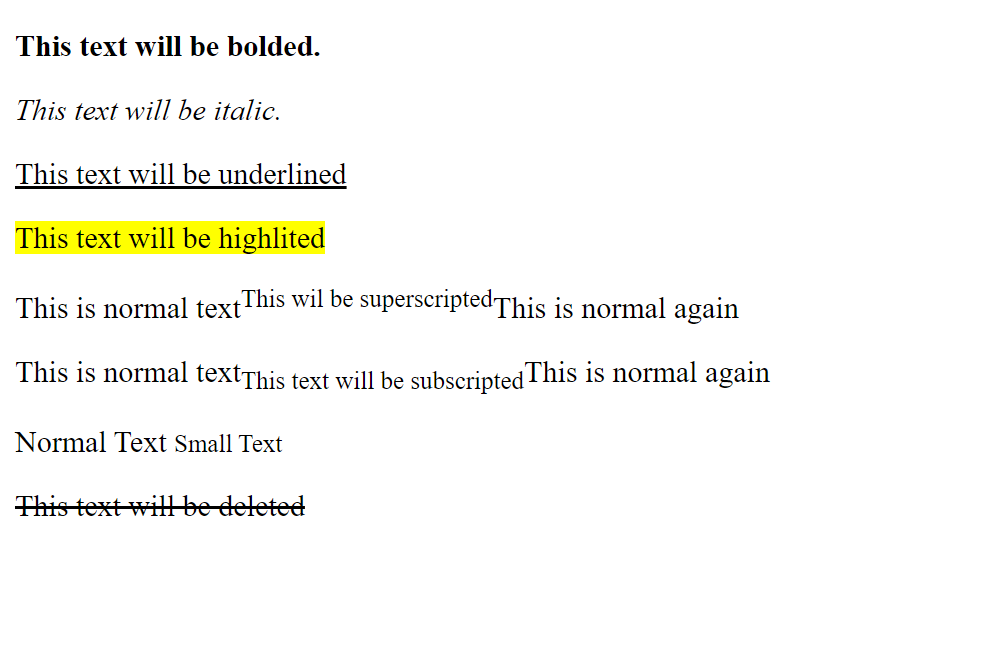 This text will be bolded.
This text will be italic.
This text will be underlined
This text will be highlited
This is normal textThis wil be superscriptedThis is normal again
This is normal textThis text will be subscriptedThis is normal again
Normal Text Small Text
This text will be deleted